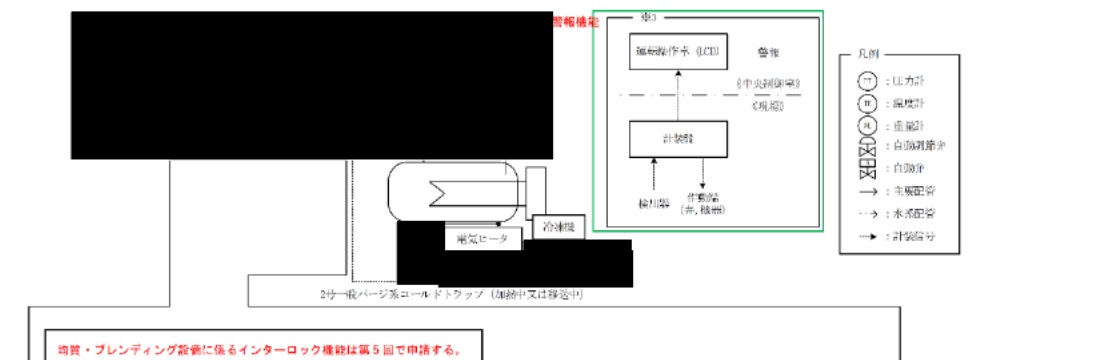 警報機能
※3
運転操作卓 (LCD)
警報
(中央制御室)
(現場)
計装盤
検出器
作動端
(弁, 機器)
凡例
PT : 圧力計
TE : 温度計
: 重量計
: 自動調節弁
: 自動弁
: 主要配管
: 水素配管
: 計装信号
冷凍機
電気ヒータ
2号一般パージ系コールドトラップ (加熱中又は移送中)
均質・ブレンディング設備に係るインターロック機能は第5回で申請する。